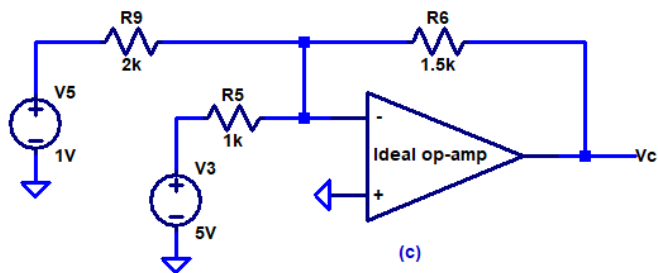 R9
2k
R6
1.5k
V5
+
-
1V
R5
1k
V3
+
-
5V
-
Ideal op-amp
+
Vc
(c)